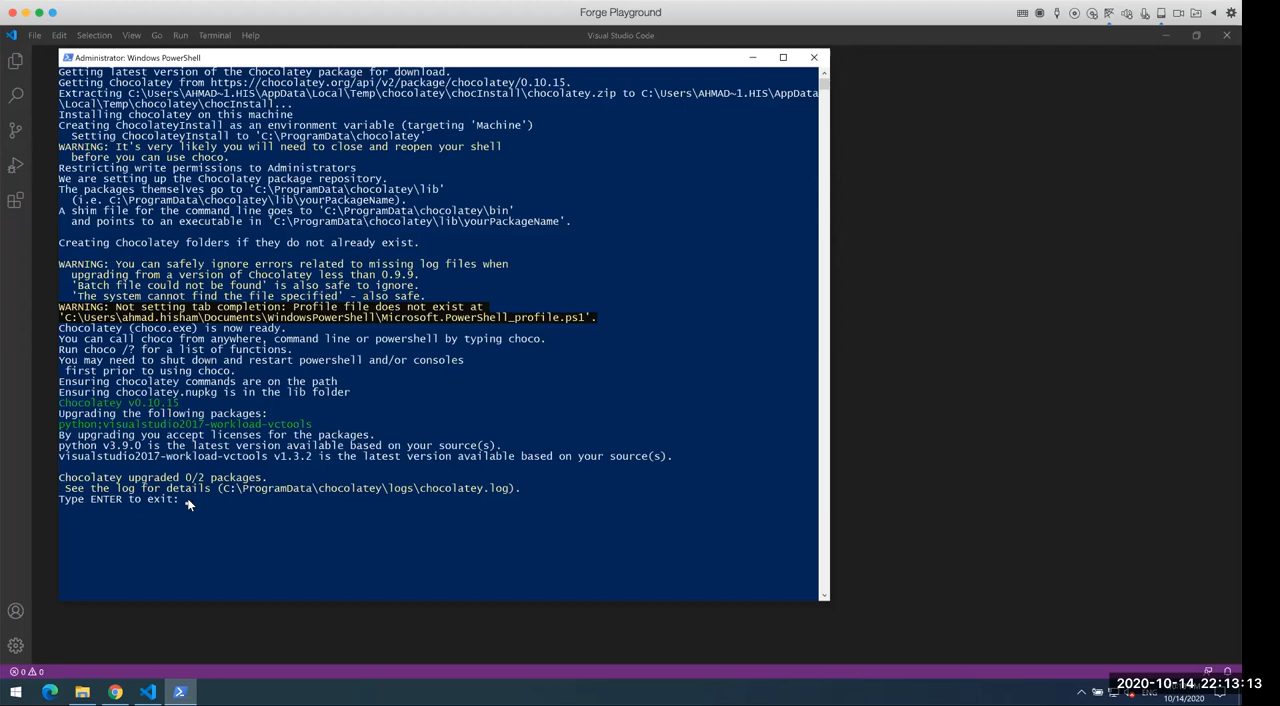 Forge Playground
File Edit Selection View Go Run Terminal Help
Visual Studio Code
Administrator: Windows PowerShell
Getting latest version of the Chocolatey package for download.
Getting Chocolatey from https://chocolatey.org/api/v2/package/chocolatey/0.10.15.
Extracting C:\Users\AHMAD~1.HIS\AppData\Local\Temp\chocolatey\chocInstall\chocolatey.zip to C:\Users\AHMAD~1.HIS\AppData
\Local\Temp\chocolatey\chocInstall...
Installing chocolatey on this machine
Creating ChocolateyInstall as an environment variable (targeting 'Machine')
Setting ChocolateyInstall to 'C:\ProgramData\chocolatey'
WARNING: It's very likely you will need to close and reopen your shell
before you can use choco.
Restricting write permissions to Administrators
We are setting up the Chocolatey package repository.
The packages themselves go to 'C:\ProgramData\chocolatey\lib'
(i.e. C:\ProgramData\chocolatey\lib\yourPackageName).
A shim file for the command line goes to 'C:\ProgramData\chocolatey\bin'
and points to an executable in 'C:\ProgramData\chocolatey\lib\yourPackageName'.
Creating Chocolatey folders if they do not already exist.
WARNING: You can safely ignore errors related to missing log files when
upgrading from a version of Chocolatey less than 0.9.9.
'Batch file could not be found' is also safe to ignore.
'The system cannot find the file specified' - also safe.
WARNING: Not setting tab completion: Profile file does not exist at
'C:\Users\ahmad.hisham\Documents\WindowsPowerShell\Microsoft.PowerShell_profile.ps1'.
Chocolatey (choco.exe) is now ready.
You can call choco from anywhere, command line or powershell by typing choco.
Run choco /? for a list of functions.
You may need to shut down and restart powershell and/or consoles
first prior to using choco.
Ensuring chocolatey commands are on the path
Ensuring chocolatey.nupkg is in the lib folder
Chocolatey v0.10.15
Upgrading the following packages:
python;visualstudio2017-workload-vctools
By upgrading you accept licenses for the packages.
python v3.9.0 is the latest version available based on your source(s).
visualstudio2017-workload-vctools v1.3.2 is the latest version available based on your source(s).
Chocolatey upgraded 0/2 packages.
See the log for details (C:\ProgramData\chocolatey\logs\chocolatey.log).
Type ENTER to exit:
0 0
2020-10-14 22:13:13
ENG
10/14/2020